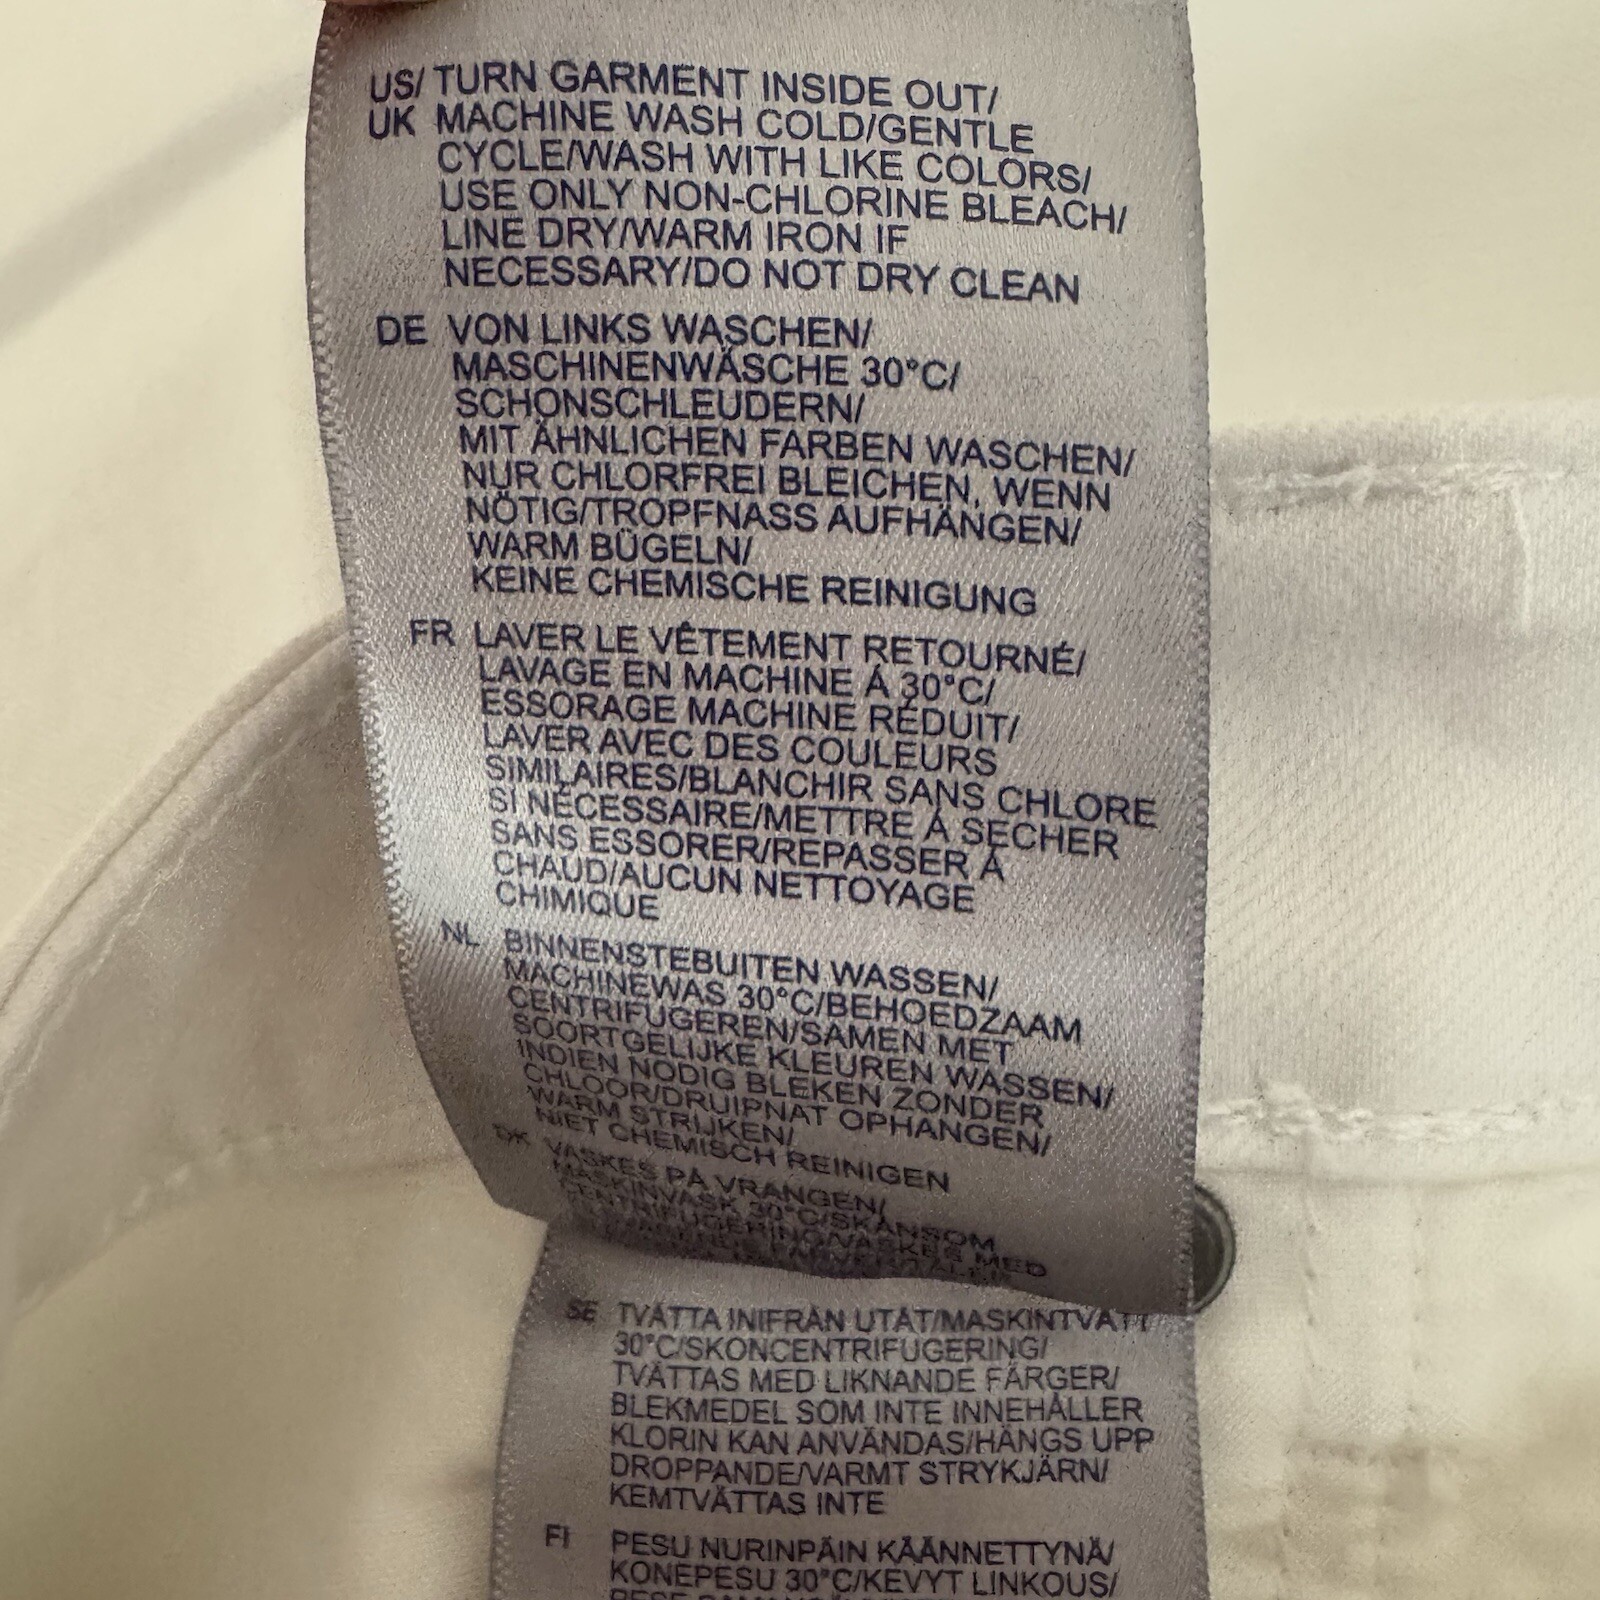 US/ TURN GARMENT INSIDE OUT/
UK MACHINE WASH COLD/GENTLE
CYCLE/WASH WITH LIKE COLORS/
USE ONLY NON-CHLORINE BLEACH/
LINE DRY/WARM IRON IF
NECESSARY/DO NOT DRY CLEAN
DE VON LINKS WASCHEN/
MASCHINENWÄSCHE 30°C/
SCHONSCHLEUDERN/
MIT ÄHNLICHEN FARBEN WASCHEN/
NUR CHLORFREI BLEICHEN, WENN
NÖTIG/TROPFNASS AUFHÄNGEN/
WARM BÜGELN/
KEINE CHEMISCHE REINIGUNG
FR LAVER LE VÊTEMENT RETOURNÉ/
LAVAGE EN MACHINE À 30°C/
ESSORAGE MACHINE RÉDUIT/
LAVER AVEC DES COULEURS
SIMILAIRES/BLANCHIR SANS CHLORE
SI NÉCESSAIRE/METTRE À SECHER
SANS ESSORER/REPASSER À
CHAUD/AUCUN NETTOYAGE
CHIMIQUE
NL BINNENSTEBUITEN WASSEN/
MACHINEWAS 30°C/BEHOEDZAAM
CENTRIFUGEREN/SAMEN MET
SOORTGELIJKE KLEUREN WASSEN/
INDIEN NODIG BLEKEN ZONDER
CHLOOR/DRUIPNAT OPHANGEN/
WARM STRIJKEN/
NIET CHEMISCH REINIGEN
DK VASKES PÅ VRANGEN/
MASKINVASK 30°C/SKÅNSOM
CENTRIFUGERING/VASKES MED
SE TVÄTTA INIFRÅN UTÅT/MASKINTVÄTT
30°C/SKONCENTRIFUGERING/
TVÄTTAS MED LIKNANDE FÄRGER/
BLEKMEDEL SOM INTE INNEHÅLLER
KLORIN KAN ANVÄNDAS/HÄNGS UPP
DROPPANDE/VARMT STRYKJÄRN/
KEMTVÄTTAS INTE
FI PESU NURINPÄIN KÄÄNNETTYNÄ/
KONEPESU 30°C/KEVYT LINKOUS/